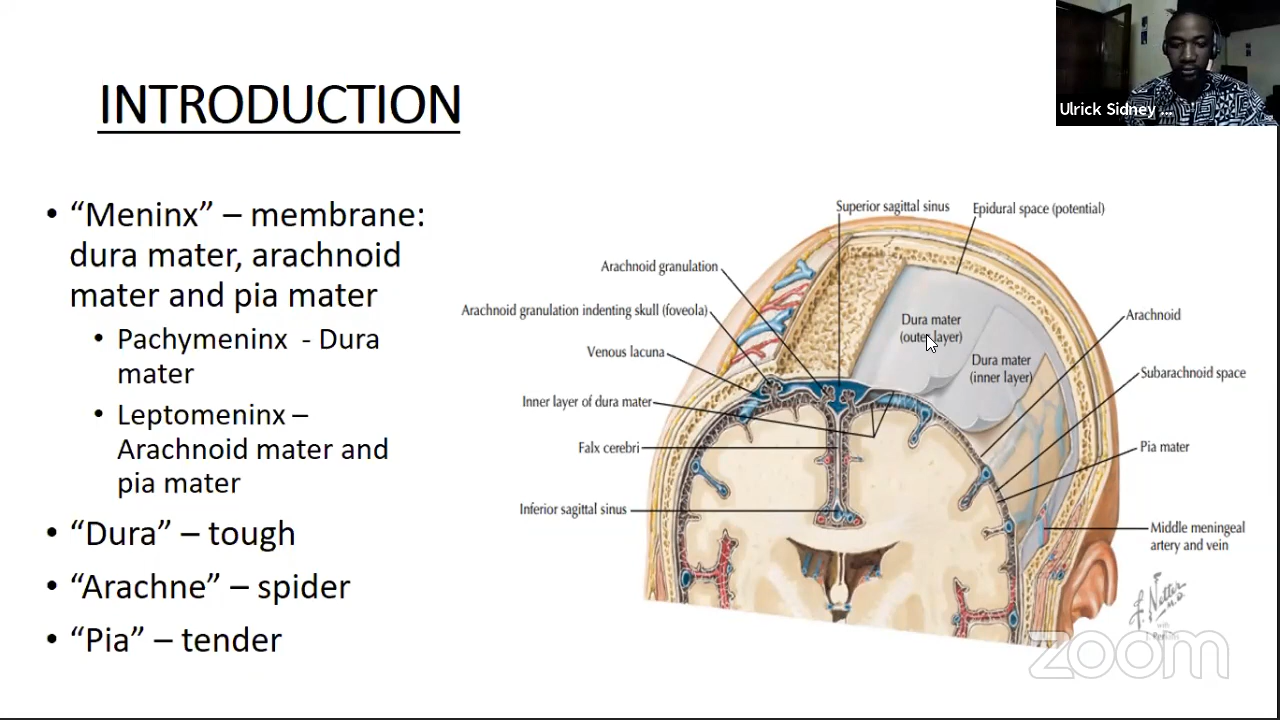 INTRODUCTION
• “Meninx” – membrane:
dura mater, arachnoid
mater and pia mater
• Pachymeninx - Dura
mater
• Leptomeninx –
Arachnoid mater and
pia mater
• “Dura” – tough
• “Arachne” – spider
• “Pia” – tender
Superior sagittal sinus
Epidural space (potential)
Arachnoid granulation
Arachnoid granulation indenting skull (foveola)
Venous lacuna
Inner layer of dura mater
Falx cerebri
Inferior sagittal sinus
Dura mater
(outer layer)
Dura mater
(inner layer)
Arachnoid
Subarachnoid space
Pia mater
Middle meningeal
artery and vein
F. Netter
M.D.
with
zoom
Ulrick Sidney ...